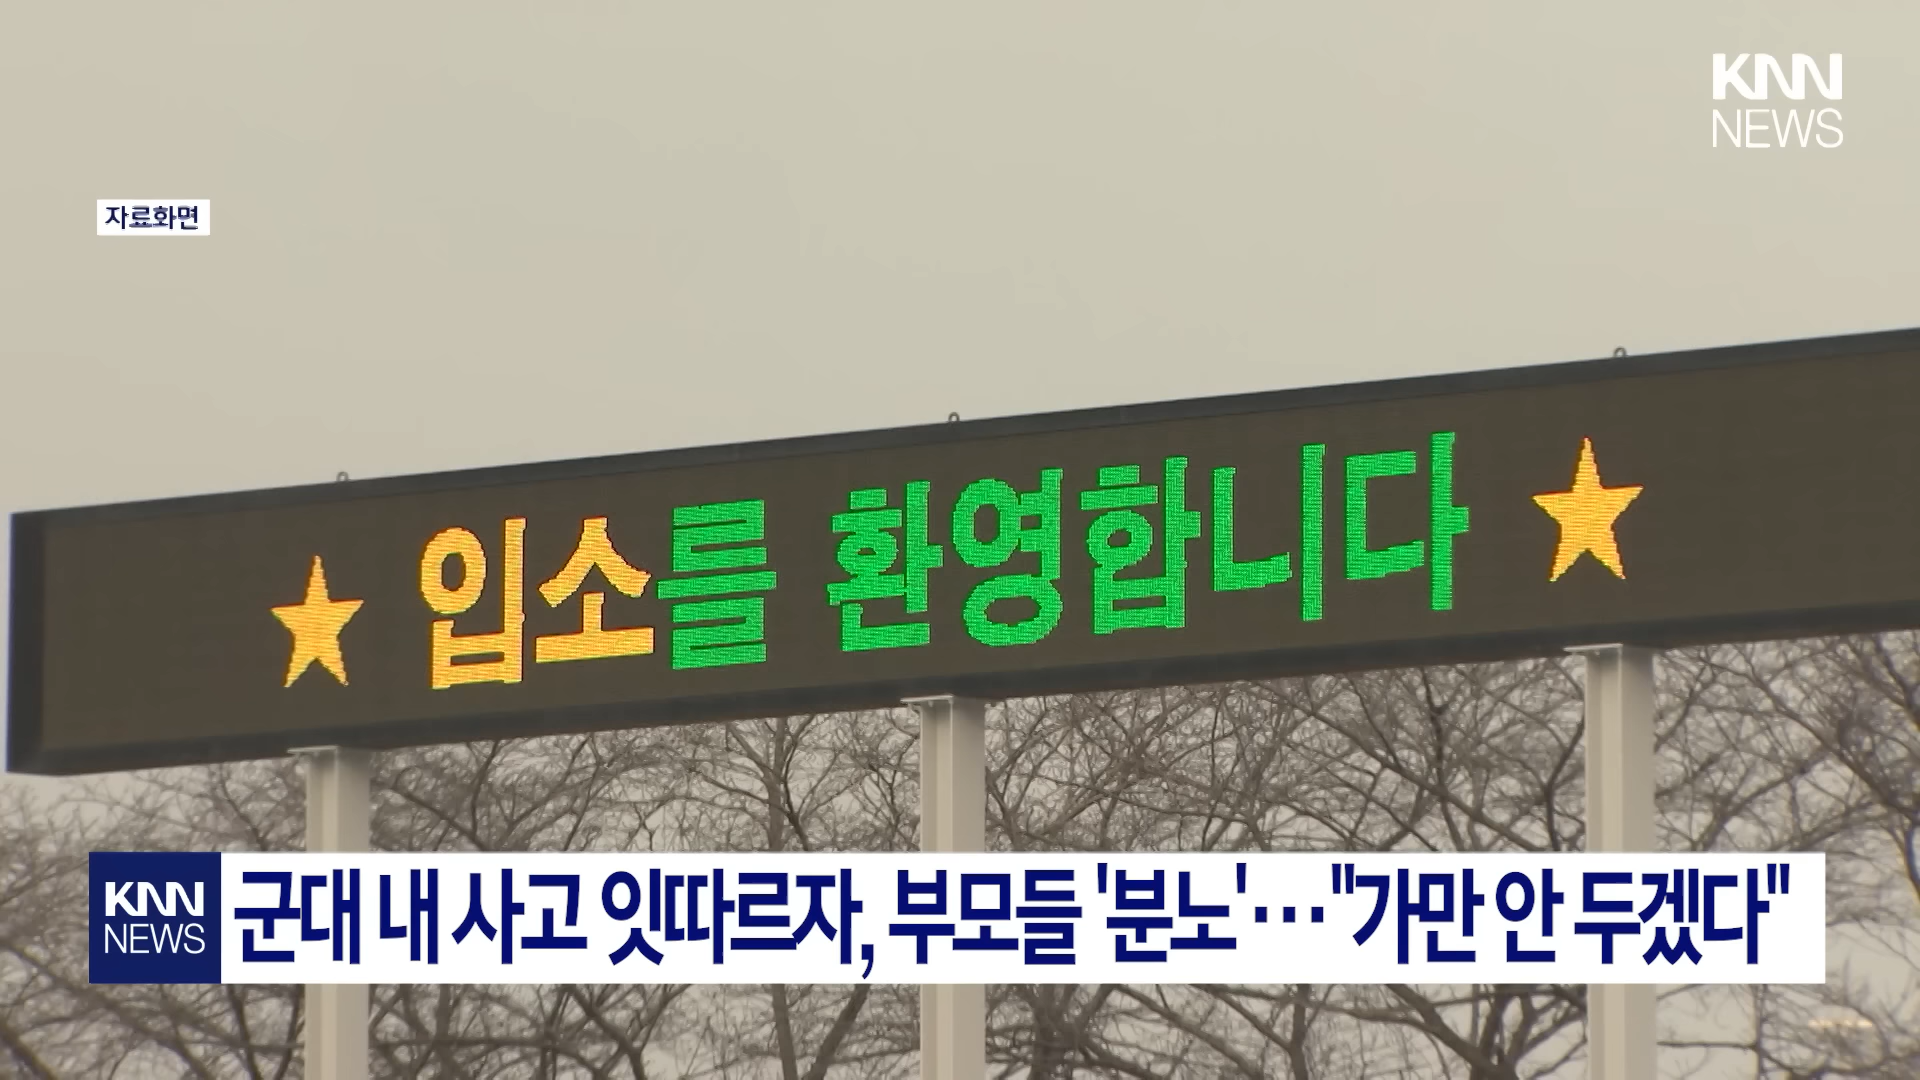 KNN
NEWS
자료화면
★ 입소를 환영합니다 ★
KNN
NEWS
군대 내 사고 잇따르자, 부모들 '분노'…"가만 안 두겠다"